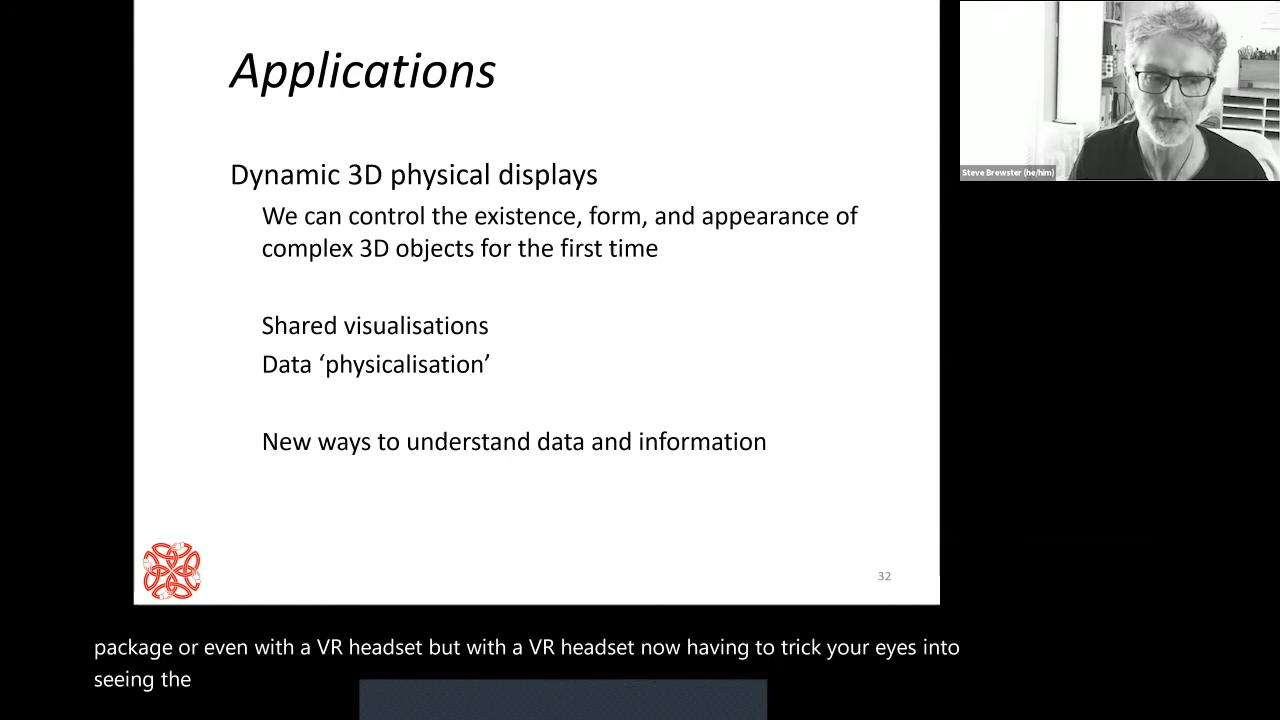 Applications
Dynamic 3D physical displays
We can control the existence, form, and appearance of
complex 3D objects for the first time
Shared visualisations
Data ‘physicalisation’
New ways to understand data and information
32
Steve Brewster (he/him)
package or even with a VR headset but with a VR headset now having to trick your eyes into
seeing the